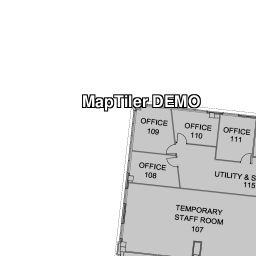 MapTiler DEMO
OFFICE
109
OFFICE
110
OFFICE
111
OFFICE
108
UTILITY & S
115
TEMPORARY
STAFF ROOM
107